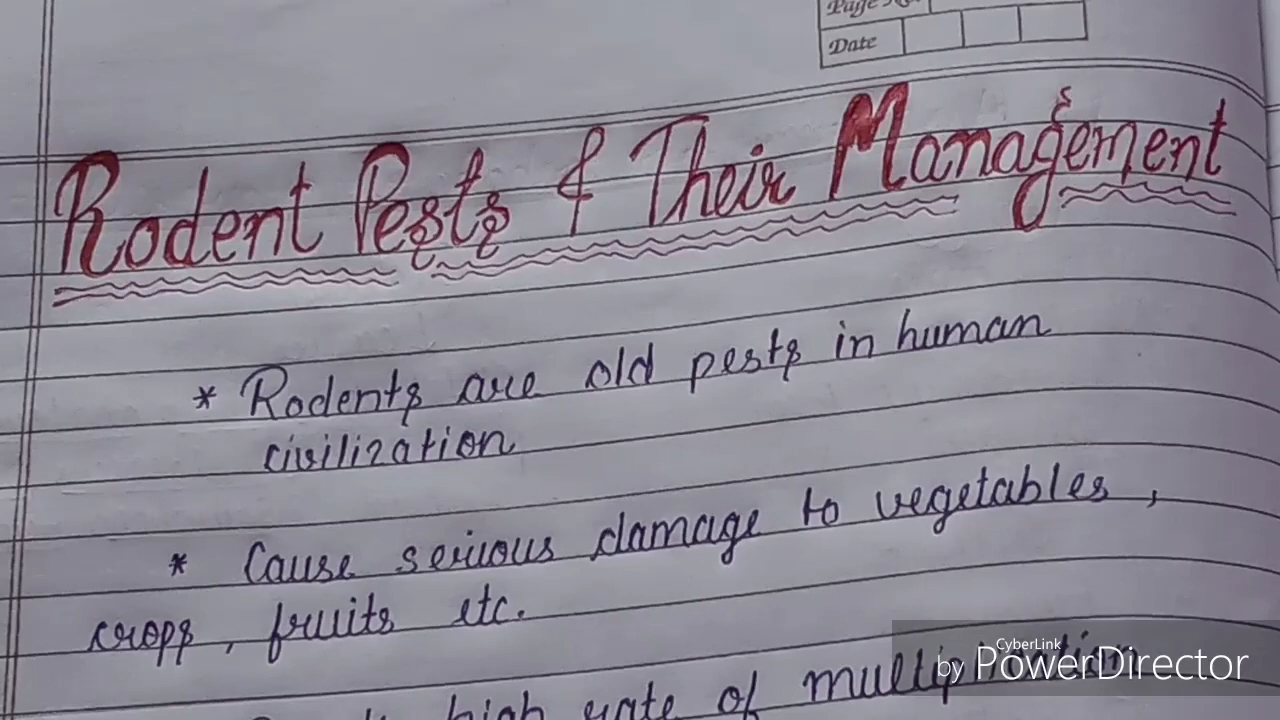 Page No.
Date
Rodent Pests & Their Management
* Rodents are old pests in human
civilization
* Cause serious damage to vegetables,
crops, fruits etc.
high rate of multiplication
CyberLink
by PowerDirector